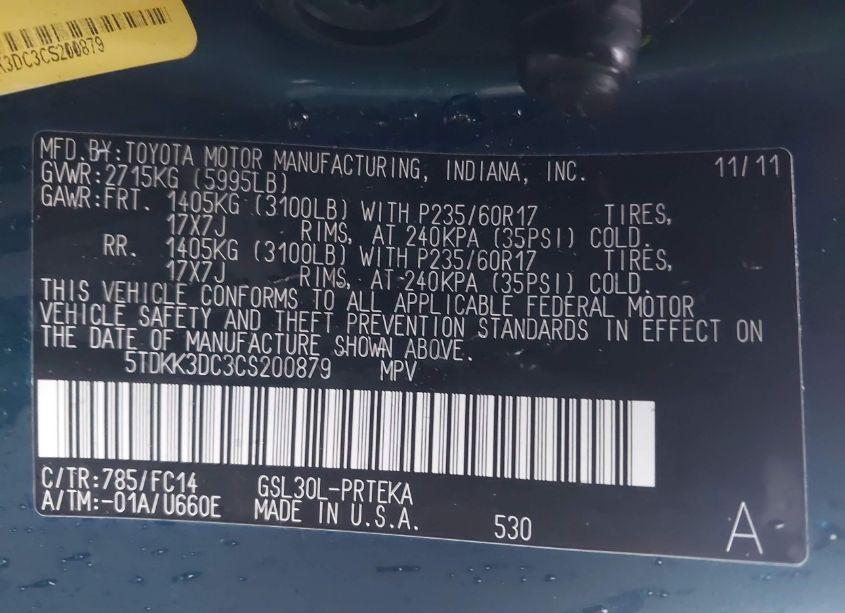 K3DC3CS200879
MFD.BY:TOYOTA MOTOR MANUFACTURING, INDIANA, INC. 11/11
GVWR:2715KG (5995LB)
GAWR:FRT. 1405KG (3100LB) WITH P235/60R17 TIRES,
17X7J RIMS, AT 240KPA (35PSI) COLD.
RR. 1405KG (3100LB) WITH P235/60R17 TIRES,
17X7J RIMS, AT 240KPA (35PSI) COLD.
THIS VEHICLE CONFORMS TO ALL APPLICABLE FEDERAL MOTOR
VEHICLE SAFETY AND THEFT PREVENTION STANDARDS IN EFFECT ON
THE DATE OF MANUFACTURE SHOWN ABOVE.
5TDKK3DC3CS200879 MPV
C/TR:785/FC14 GSL30L-PRTEKA
A/TM:-01A/U660E MADE IN U.S.A. 530 A